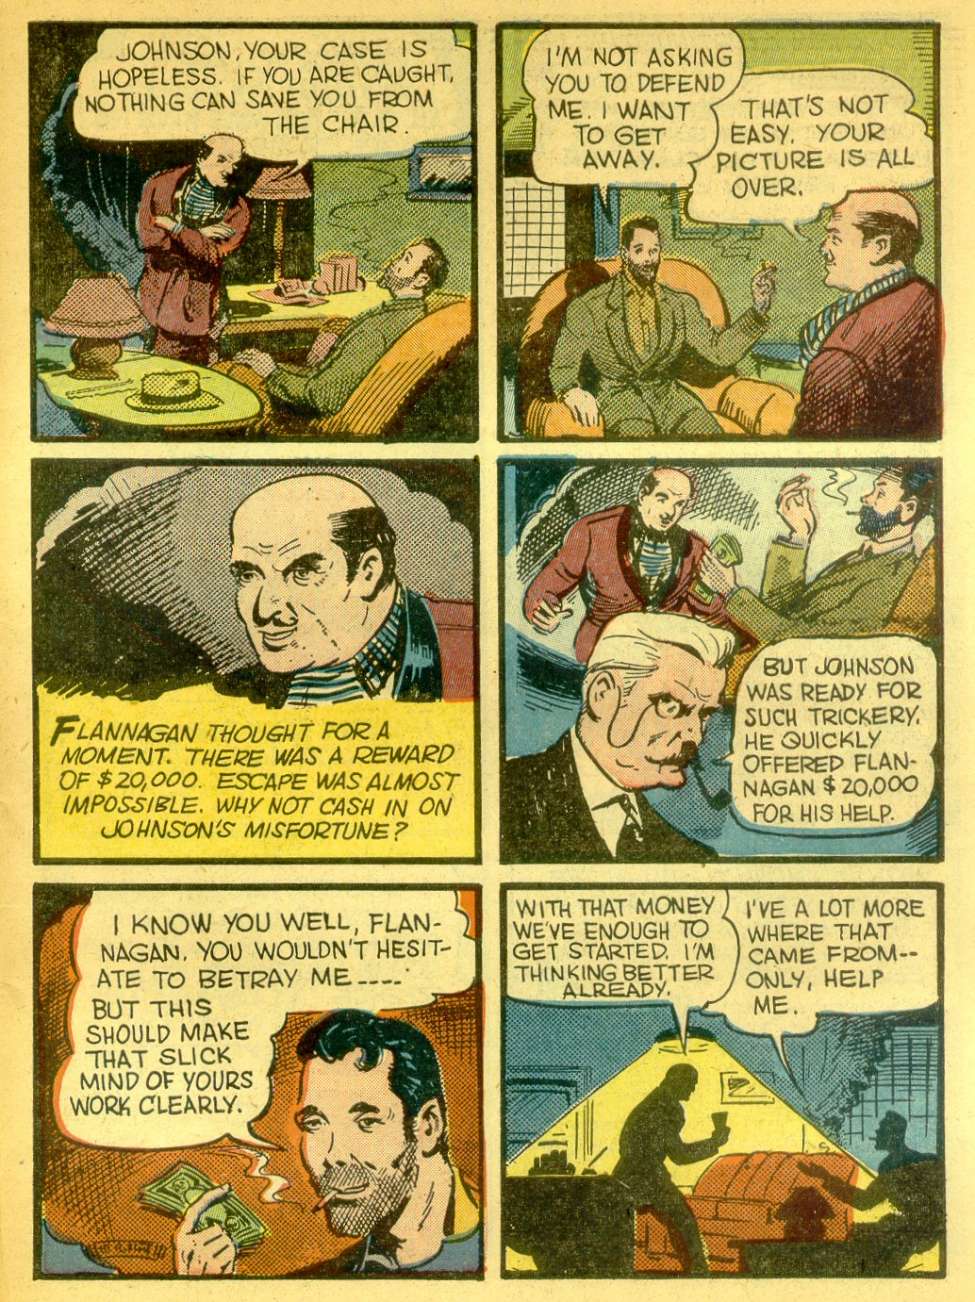 JOHNSON, YOUR CASE IS
HOPELESS. IF YOU ARE CAUGHT,
NOTHING CAN SAVE YOU FROM
THE CHAIR.
I'M NOT ASKING
YOU TO DEFEND
ME. I WANT
TO GET
AWAY.
THAT'S NOT
EASY. YOUR
PICTURE IS ALL
OVER.
FLANNAGAN THOUGHT FOR A
MOMENT. THERE WAS A REWARD
OF $20,000. ESCAPE WAS ALMOST
IMPOSSIBLE. WHY NOT CASH IN ON
JOHNSON'S MISFORTUNE?
BUT JOHNSON
WAS READY FOR
SUCH TRICKERY.
HE QUICKLY
OFFERED FLAN-
NAGAN $20,000
FOR HIS HELP.
I KNOW YOU WELL, FLAN-
NAGAN. YOU WOULDN'T HESIT-
ATE TO BETRAY ME----
BUT THIS
SHOULD MAKE
THAT SLICK
MIND OF YOURS
WORK CLEARLY.
WITH THAT MONEY
WE'VE ENOUGH TO
GET STARTED. I'M
THINKING BETTER
ALREADY.
I'VE A LOT MORE
WHERE THAT
CAME FROM--
ONLY, HELP
ME.